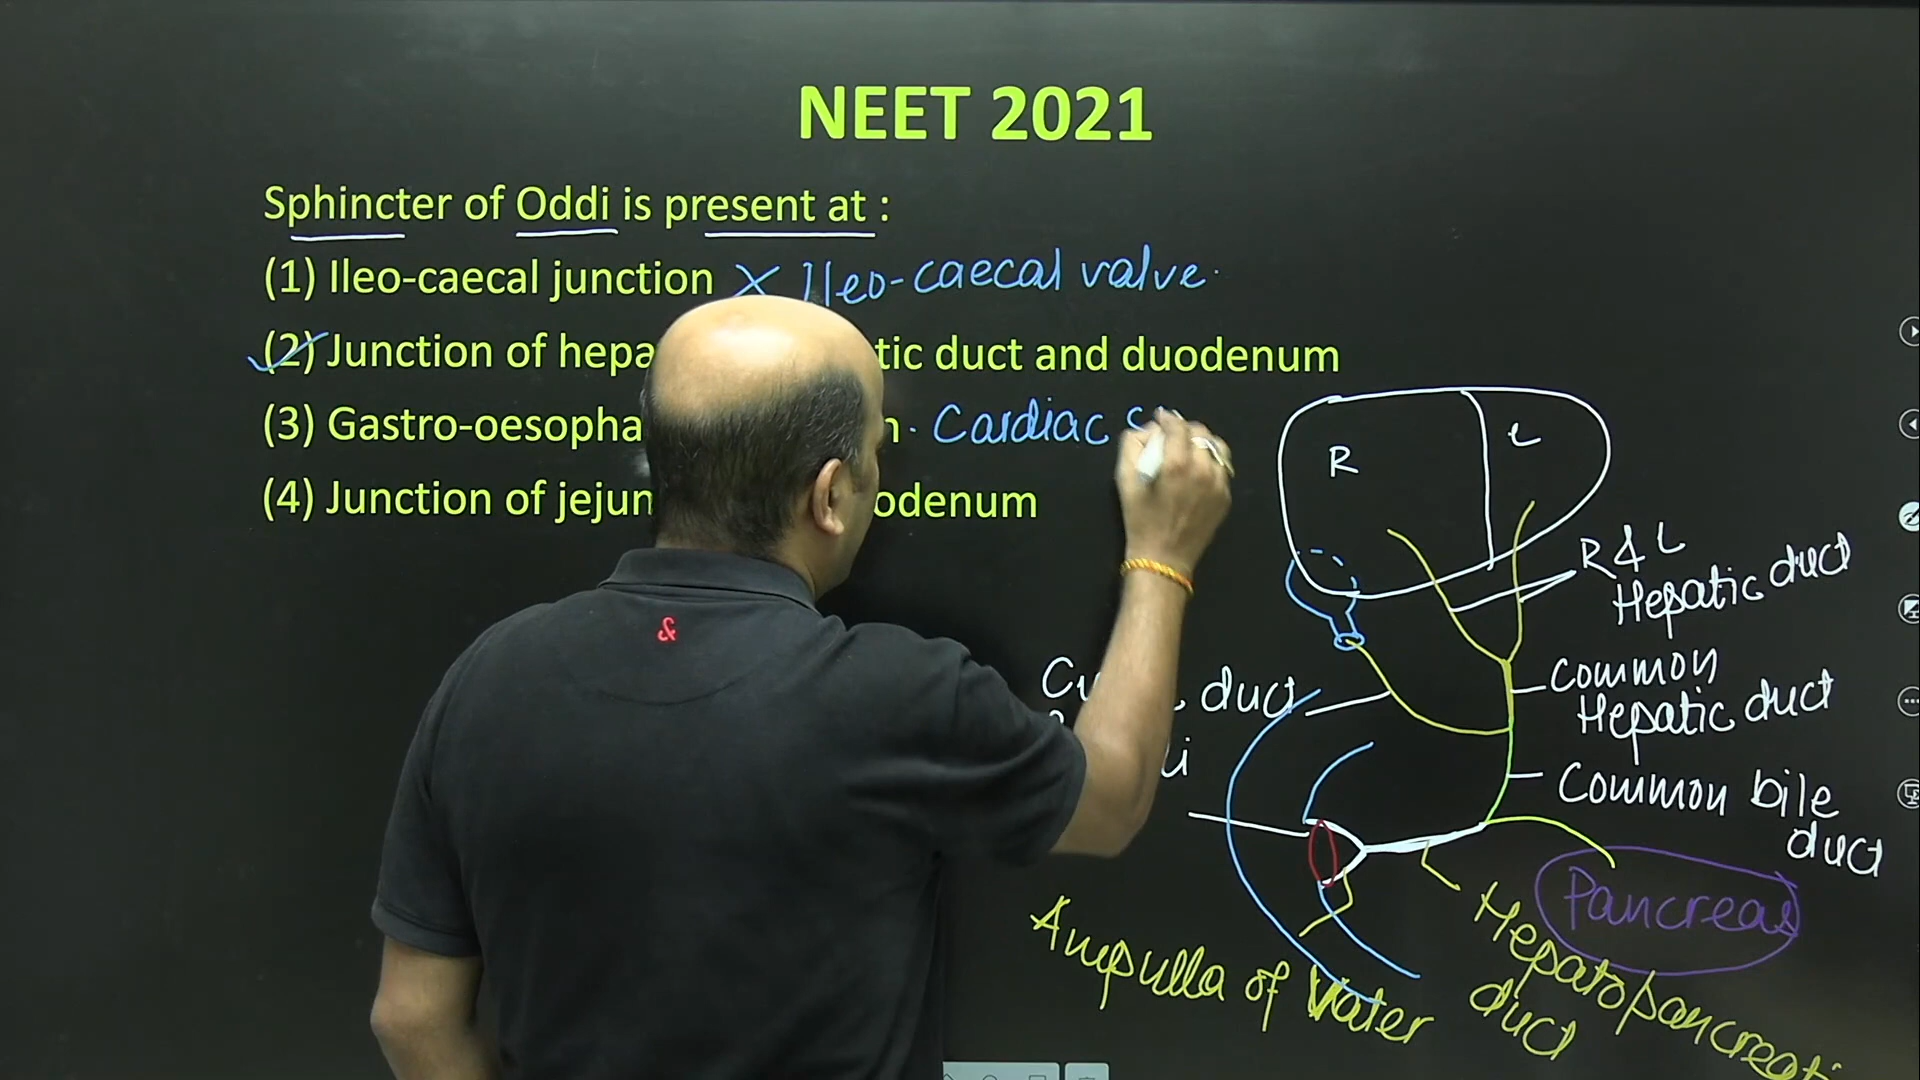 NEET 2021
Sphincter of Oddi is present at :
(1) Ileo-caecal junction X Ileo-caecal valve.
(2) Junction of hepa tic duct and duodenum
(3) Gastro-oesopha n. Cardiac
(4) Junction of jejun odenum
R L
R & L
Hepatic duct
Common
Hepatic duct
duct
Common bile
duct
Pancreas
Hepatopancreati
duct
Ampulla of Vater
&